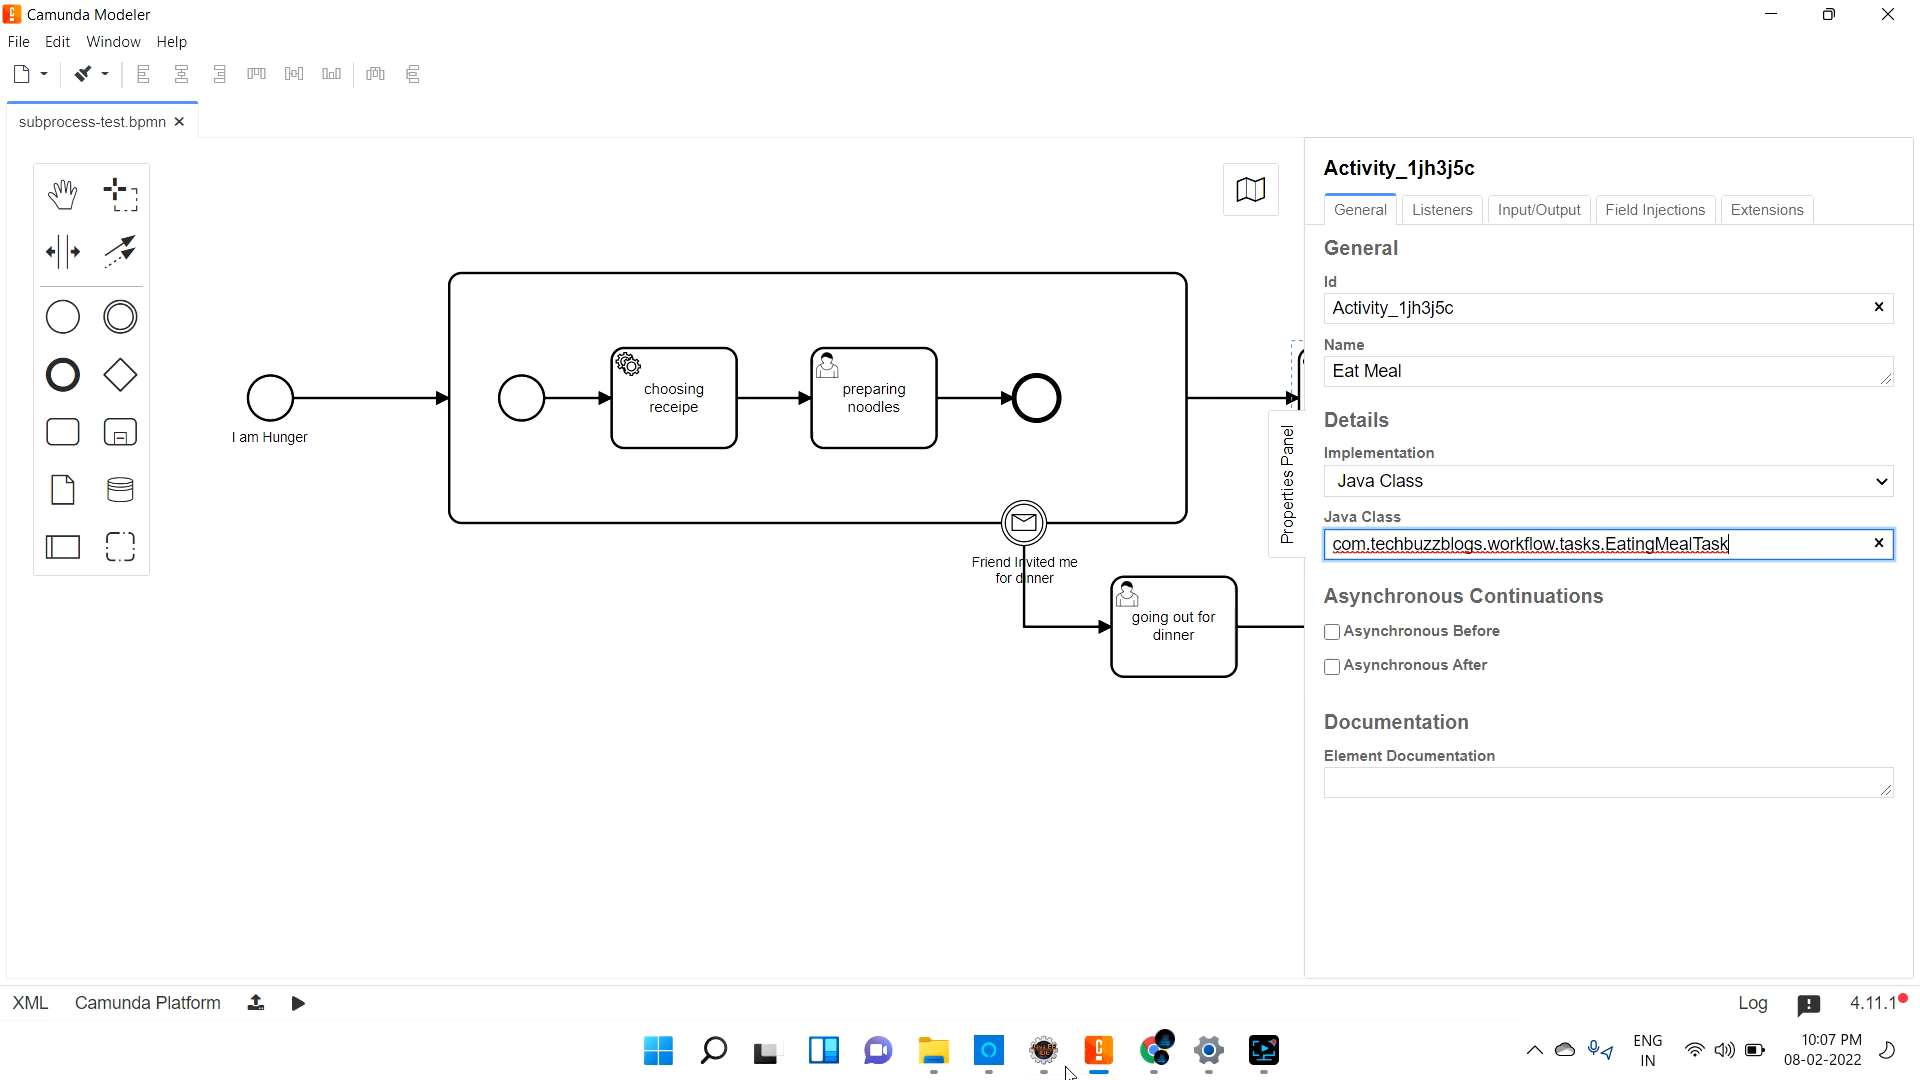 Camunda Modeler
File Edit Window Help
subprocess-test.bpmn
I am Hunger
choosing
receipe
preparing
noodles
Friend Invited me
for dinner
going out for
dinner
Properties Panel
Activity_1jh3j5c
General Listeners Input/Output Field Injections Extensions
General
Id
Activity_1jh3j5c
Name
Eat Meal
Details
Implementation
Java Class
Java Class
com.techbuzzblogs.workflow.tasks.EatingMealTask
Asynchronous Continuations
Asynchronous Before
Asynchronous After
Documentation
Element Documentation
XML Camunda Platform
Log 4.11.1
ENG
IN
10:07 PM
08-02-2022